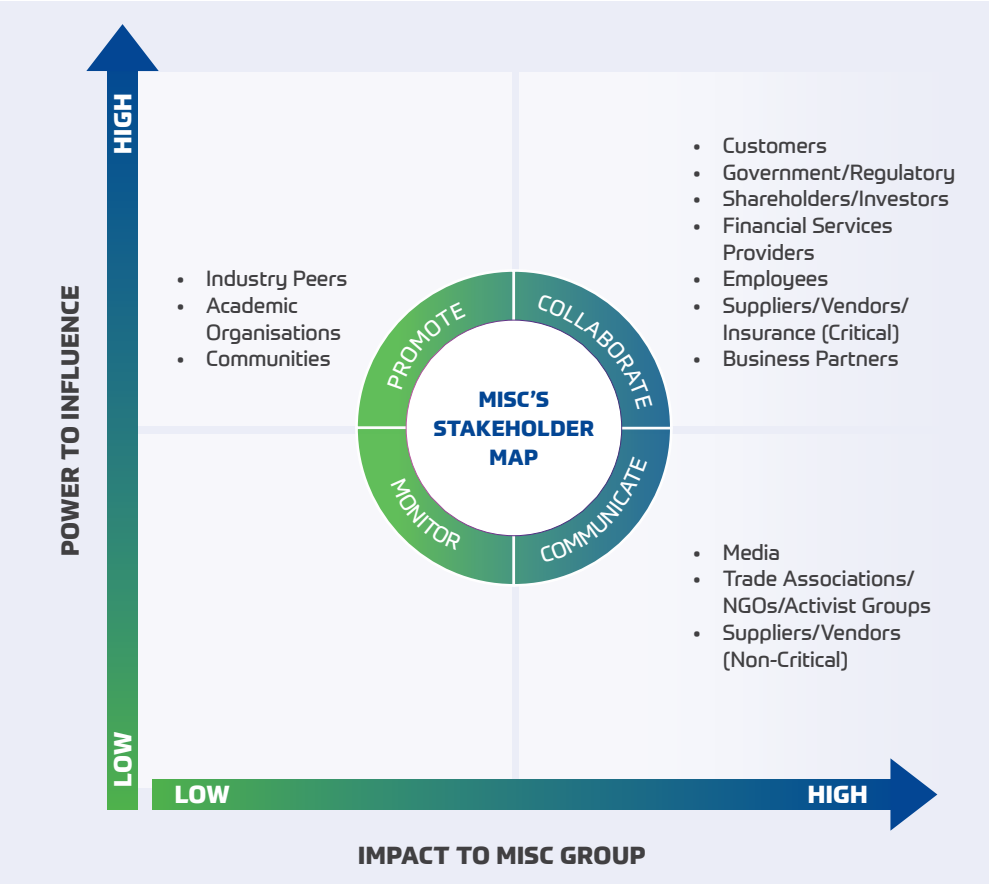 HIGH
POWER TO INFLUENCE
LOW
• Industry Peers
• Academic
Organisations
• Communities
• Customers
• Government/Regulatory
• Shareholders/Investors
• Financial Services
Providers
• Employees
• Suppliers/Vendors/
Insurance (Critical)
• Business Partners
PROMOTE
COLLABORATE
MISC'S
STAKEHOLDER
MAP
MONITOR
COMMUNICATE
• Media
• Trade Associations/
NGOs/Activist Groups
• Suppliers/Vendors
(Non-Critical)
LOW
HIGH
IMPACT TO MISC GROUP